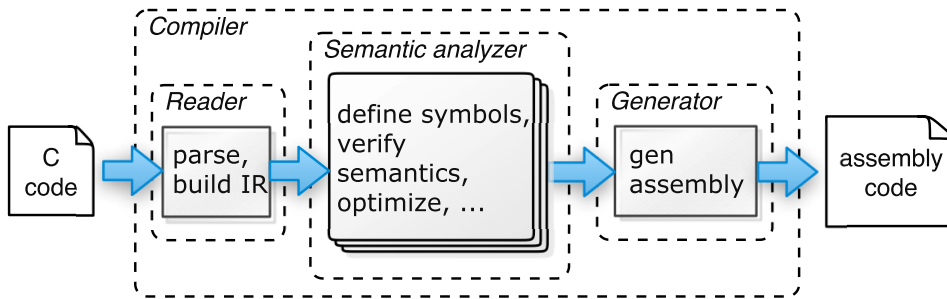 Compiler
Semantic analyzer
Reader
Generator
C
code
parse,
build IR
define symbols,
verify
semantics,
optimize, ...
gen
assembly
assembly
code